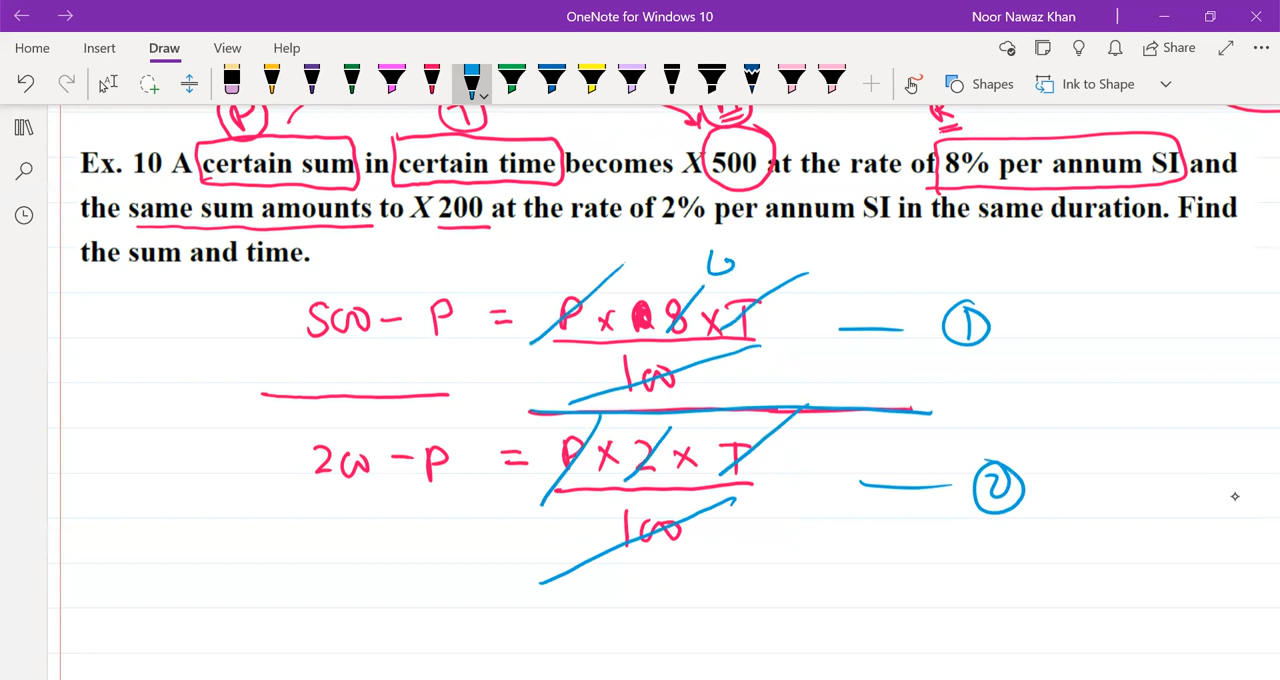 OneNote for Windows 10
Noor Nawaz Khan
Home Insert Draw View Help
Share
Shapes
Ink to Shape
P T
R
Ex. 10 A certain sum in certain time becomes X 500 at the rate of 8% per annum SI and
the same sum amounts to X 200 at the rate of 2% per annum SI in the same duration. Find
the sum and time.
500 - P = P x 8 x T — 1
100
200 - P = P x 2 x T — 2
100